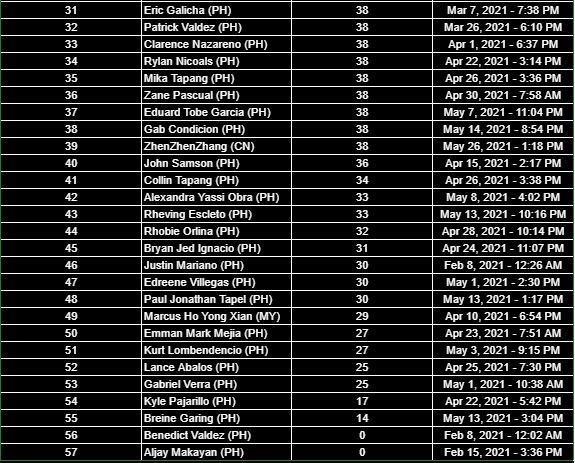 31 Eric Galicha (PH) 38 Mar 7, 2021 - 7:38 PM
32 Patrick Valdez (PH) 38 Mar 26, 2021 - 6:10 PM
33 Clarence Nazareno (PH) 38 Apr 1, 2021 - 6:37 PM
34 Rylan Nicoals (PH) 38 Apr 22, 2021 - 3:14 PM
35 Mika Tapang (PH) 38 Apr 26, 2021 - 3:36 PM
36 Zane Pascual (PH) 38 Apr 30, 2021 - 7:58 AM
37 Eduard Tobe Garcia (PH) 38 May 7, 2021 - 11:04 PM
38 Gab Condicion (PH) 38 May 14, 2021 - 8:54 PM
39 ZhenZhenZhang (CN) 38 May 26, 2021 - 1:18 PM
40 John Samson (PH) 36 Apr 15, 2021 - 2:17 PM
41 Collin Tapang (PH) 34 Apr 26, 2021 - 3:38 PM
42 Alexandra Yassi Obra (PH) 33 May 8, 2021 - 4:02 PM
43 Rheving Escleto (PH) 33 May 13, 2021 - 10:16 PM
44 Rhobie Orlina (PH) 32 Apr 28, 2021 - 10:14 PM
45 Bryan Jed Ignacio (PH) 31 Apr 24, 2021 - 11:07 PM
46 Justin Mariano (PH) 30 Feb 8, 2021 - 12:26 AM
47 Edreene Villegas (PH) 30 May 1, 2021 - 2:30 PM
48 Paul Jonathan Tapel (PH) 30 May 13, 2021 - 1:17 PM
49 Marcus Ho Yong Xian (MY) 29 Apr 10, 2021 - 6:54 PM
50 Emman Mark Mejia (PH) 27 Apr 23, 2021 - 7:51 AM
51 Kurt Lombendencio (PH) 27 May 3, 2021 - 9:15 PM
52 Lance Abalos (PH) 25 Apr 25, 2021 - 7:30 PM
53 Gabriel Verra (PH) 25 May 1, 2021 - 10:38 AM
54 Kyle Pajarillo (PH) 17 Apr 22, 2021 - 5:42 PM
55 Breine Garing (PH) 14 May 13, 2021 - 3:04 PM
56 Benedict Valdez (PH) 0 Feb 8, 2021 - 12:02 AM
57 Aljay Makayan (PH) 0 Feb 15, 2021 - 3:36 PM